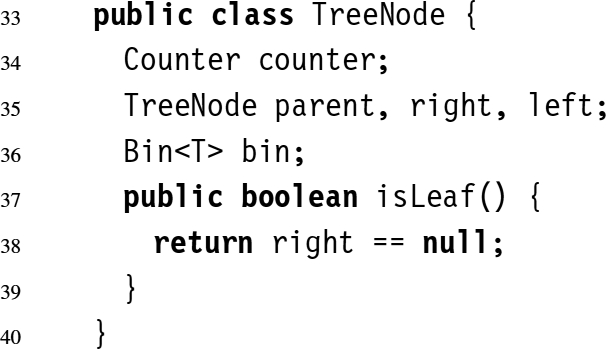 33 public class TreeNode {
34 Counter counter;
35 TreeNode parent, right, left;
36 Bin<T> bin;
37 public boolean isLeaf() {
38 return right == null;
39 }
40 }